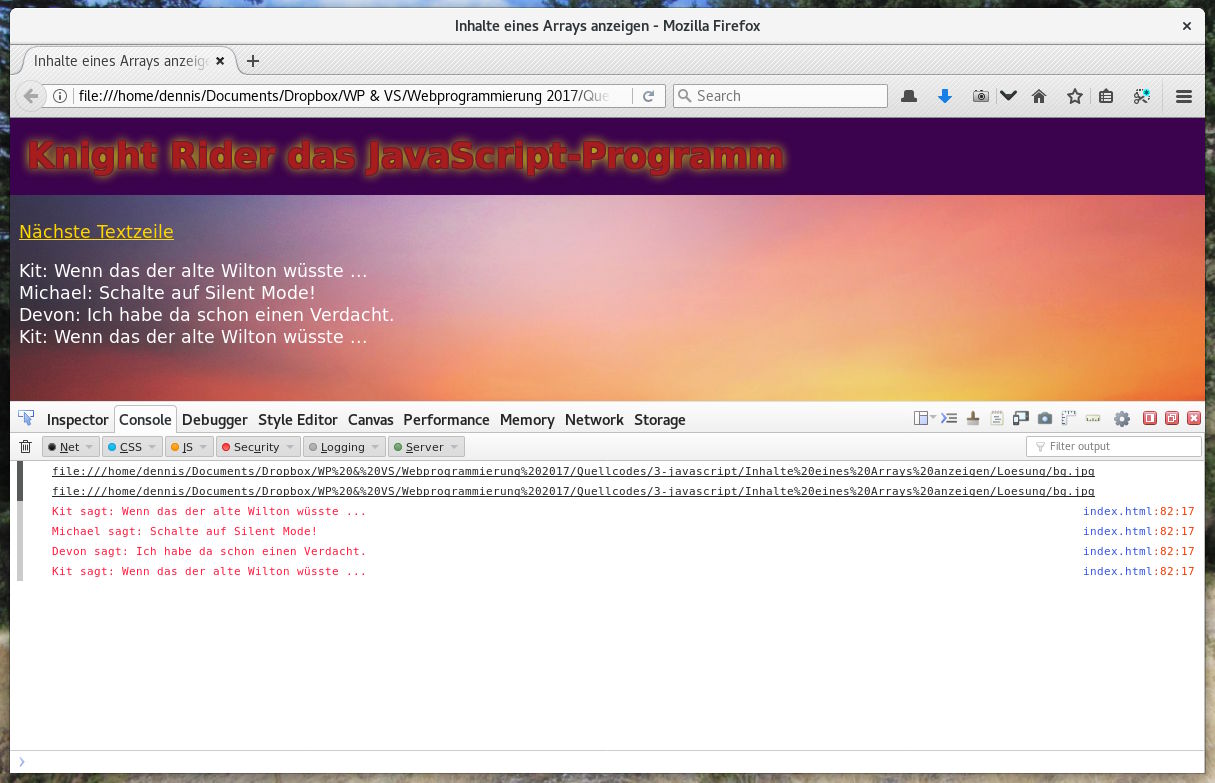 Inhalte eines Arrays anzeigen - Mozilla Firefox
Inhalte eines Arrays anzeige
file:///home/dennis/Documents/Dropbox/WP & VS/Webprogrammierung 2017/Que
Search
Knight Rider das JavaScript-Programm
Nächste Textzeile
Kit: Wenn das der alte Wilton wüsste ...
Michael: Schalte auf Silent Mode!
Devon: Ich habe da schon einen Verdacht.
Kit: Wenn das der alte Wilton wüsste ...
Inspector Console Debugger Style Editor Canvas Performance Memory Network Storage
Net CSS JS Security Logging Server Filter output
file:///home/dennis/Documents/Dropbox/WP%20&%20VS/Webprogrammierung%202017/Quellcodes/3-javascript/Inhalte%20eines%20Arrays%20anzeigen/Loesung/bg.jpg
file:///home/dennis/Documents/Dropbox/WP%20&%20VS/Webprogrammierung%202017/Quellcodes/3-javascript/Inhalte%20eines%20Arrays%20anzeigen/Loesung/bg.jpg
Kit sagt: Wenn das der alte Wilton wüsste ... index.html:82:17
Michael sagt: Schalte auf Silent Mode! index.html:82:17
Devon sagt: Ich habe da schon einen Verdacht. index.html:82:17
Kit sagt: Wenn das der alte Wilton wüsste ... index.html:82:17